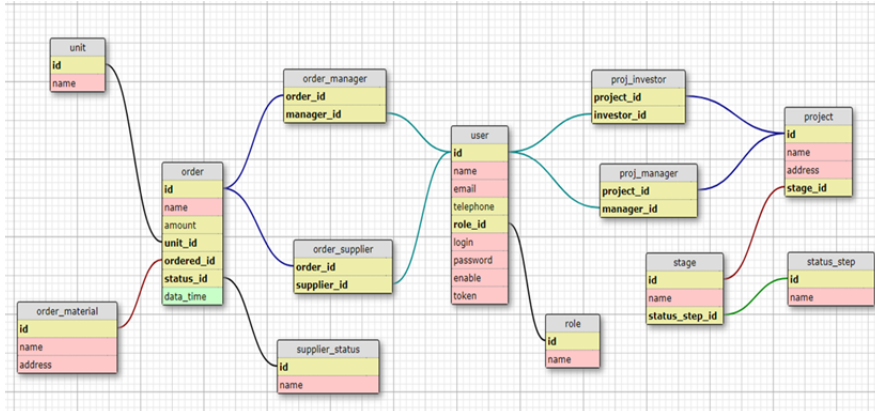 unit
id
name
order_manager
order_id
manager_id
proj_investor
project_id
investor_id
project
id
name
address
stage_id
user
id
name
email
telephone
role_id
login
password
enable
token
order
id
name
amount
unit_id
ordered_id
status_id
data_time
proj_manager
project_id
manager_id
order_supplier
order_id
supplier_id
stage
id
name
status_step_id
status_step
id
name
order_material
id
name
address
supplier_status
id
name
role
id
name